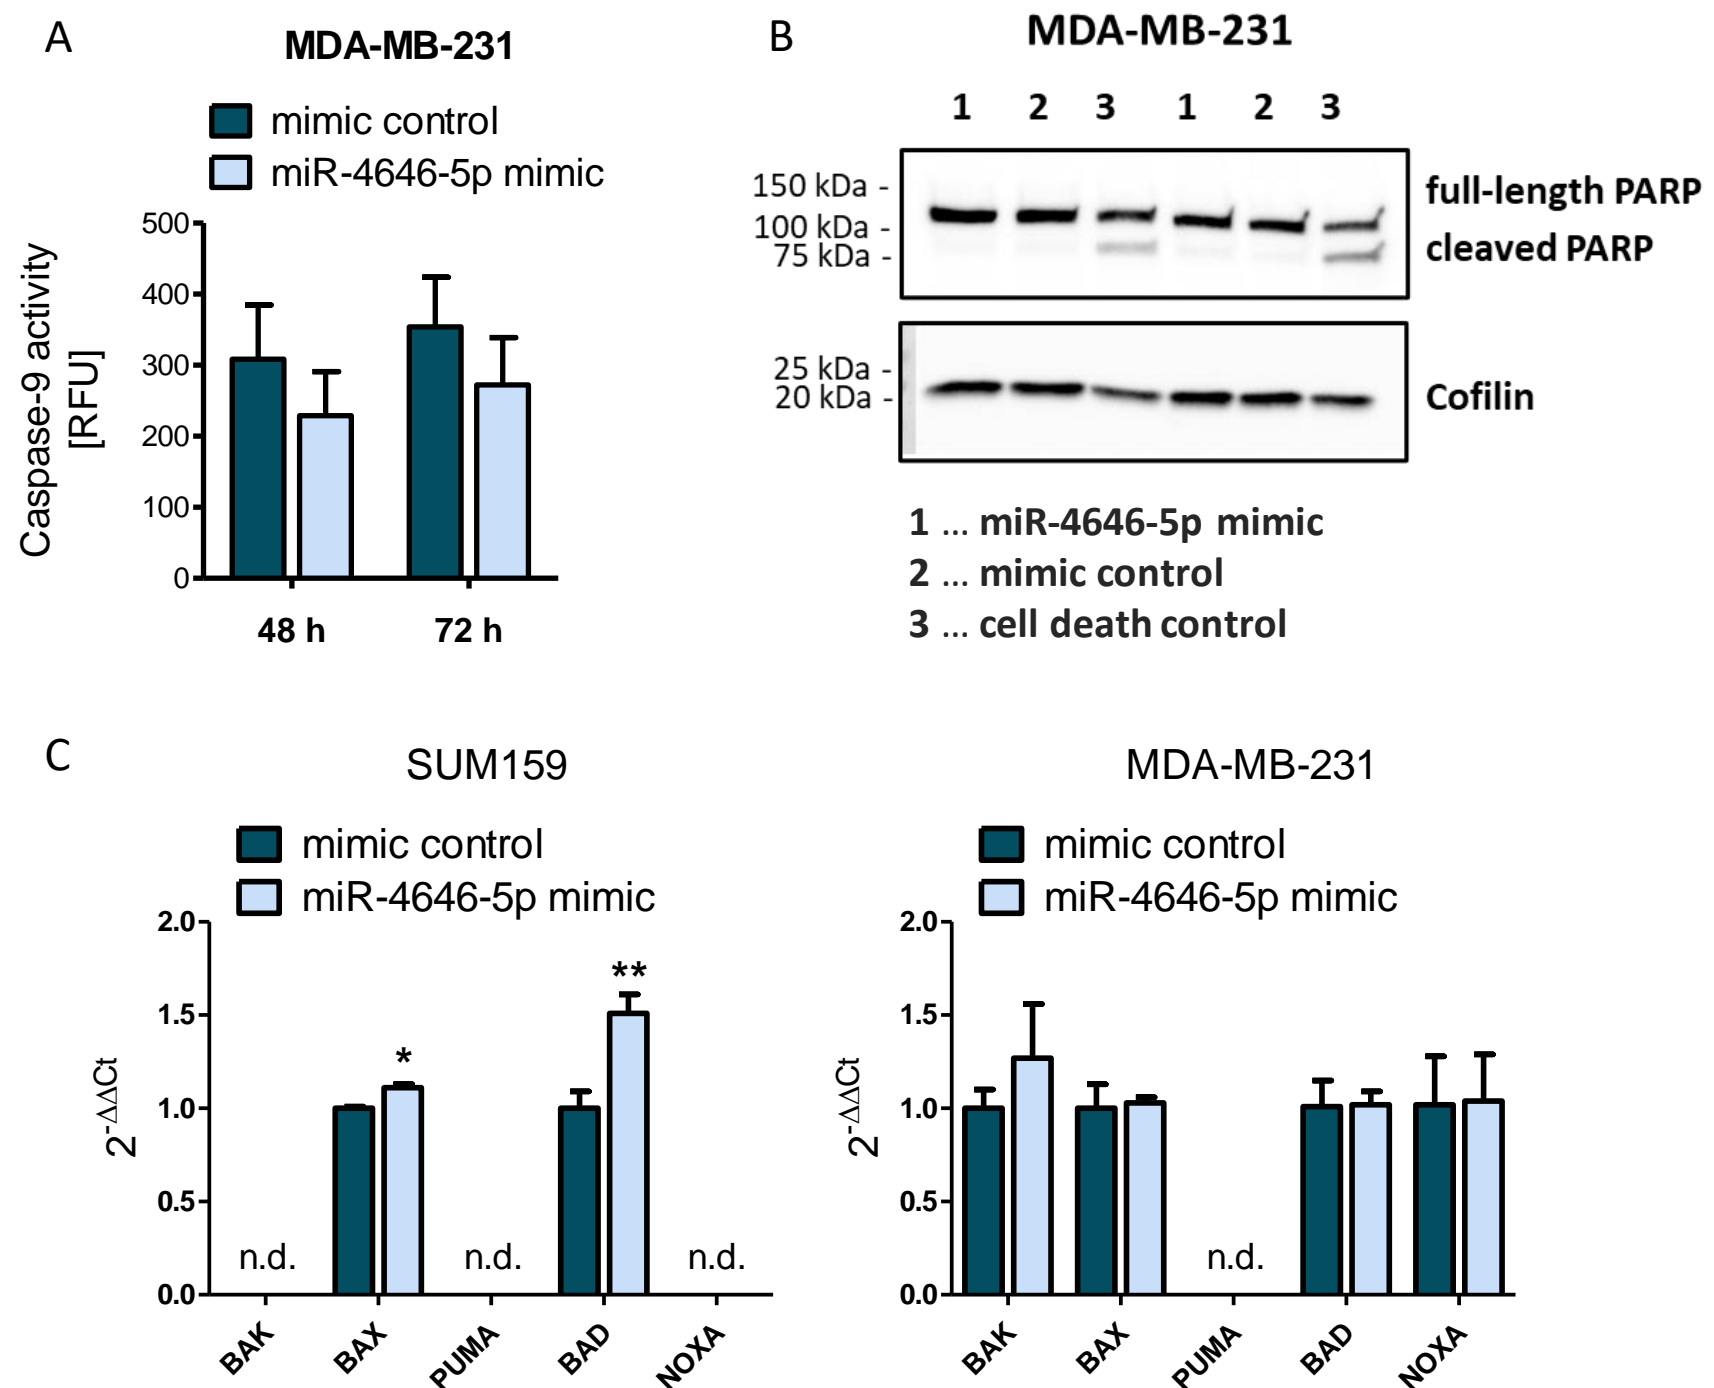 A
MDA-MB-231
mimic control
miR-4646-5p mimic
Caspase-9 activity
[RFU]
500
400
300
200
100
0
48 h 72 h
B
MDA-MB-231
1 2 3 1 2 3
150 kDa -
100 kDa -
75 kDa -
full-length PARP
cleaved PARP
25 kDa -
20 kDa -
Cofilin
1 ... miR-4646-5p mimic
2 ... mimic control
3 ... cell death control
C
SUM159
mimic control
miR-4646-5p mimic
2-ΔΔCt
2.0
1.5
1.0
0.5
0.0
n.d. * n.d. ** n.d.
BAK BAX PUMA BAD NOXA
MDA-MB-231
mimic control
miR-4646-5p mimic
2-ΔΔCt
2.0
1.5
1.0
0.5
0.0
n.d.
BAK BAX PUMA BAD NOXA